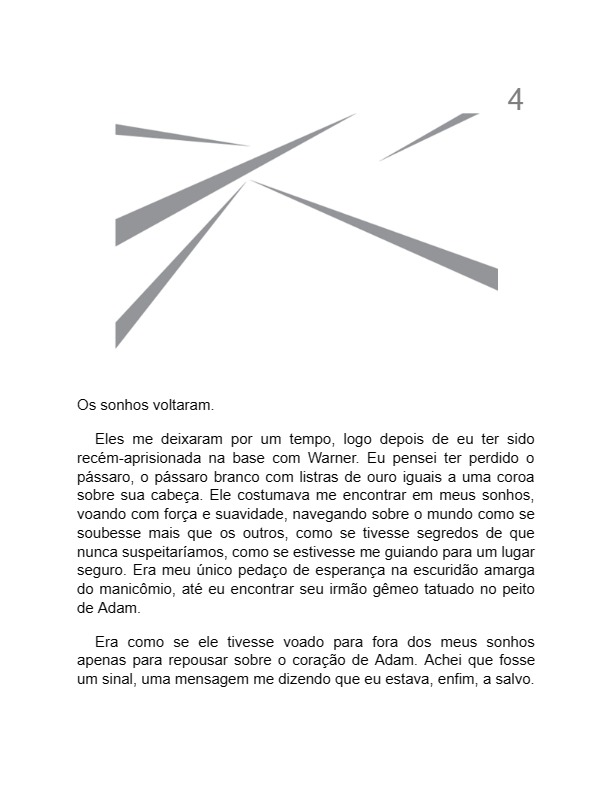 4
Os sonhos voltaram.
Eles me deixaram por um tempo, logo depois de eu ter sido
recém-aprisionada na base com Warner. Eu pensei ter perdido o
pássaro, o pássaro branco com listras de ouro iguais a uma coroa
sobre sua cabeça. Ele costumava me encontrar em meus sonhos,
voando com força e suavidade, navegando sobre o mundo como se
soubesse mais que os outros, como se tivesse segredos de que
nunca suspeitaríamos, como se estivesse me guiando para um lugar
seguro. Era meu único pedaço de esperança na escuridão amarga
do manicômio, até eu encontrar seu irmão gêmeo tatuado no peito
de Adam.
Era como se ele tivesse voado para fora dos meus sonhos
apenas para repousar sobre o coração de Adam. Achei que fosse
um sinal, uma mensagem me dizendo que eu estava, enfim, a salvo.